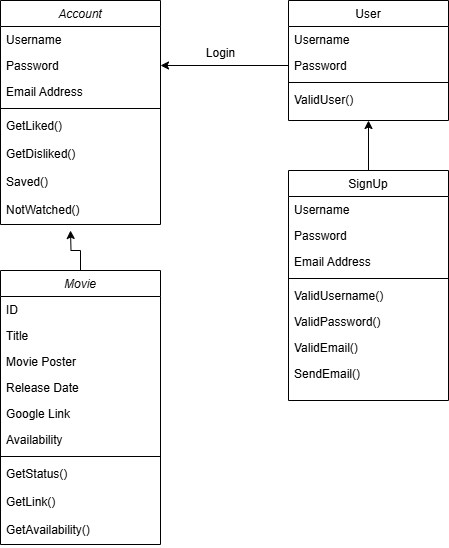 Account
Username
Password
Email Address
GetLiked()
GetDisliked()
Saved()
NotWatched()
Login
User
Username
Password
ValidUser()
SignUp
Username
Password
Email Address
ValidUsername()
ValidPassword()
ValidEmail()
SendEmail()
Movie
ID
Title
Movie Poster
Release Date
Google Link
Availability
GetStatus()
GetLink()
GetAvailability()